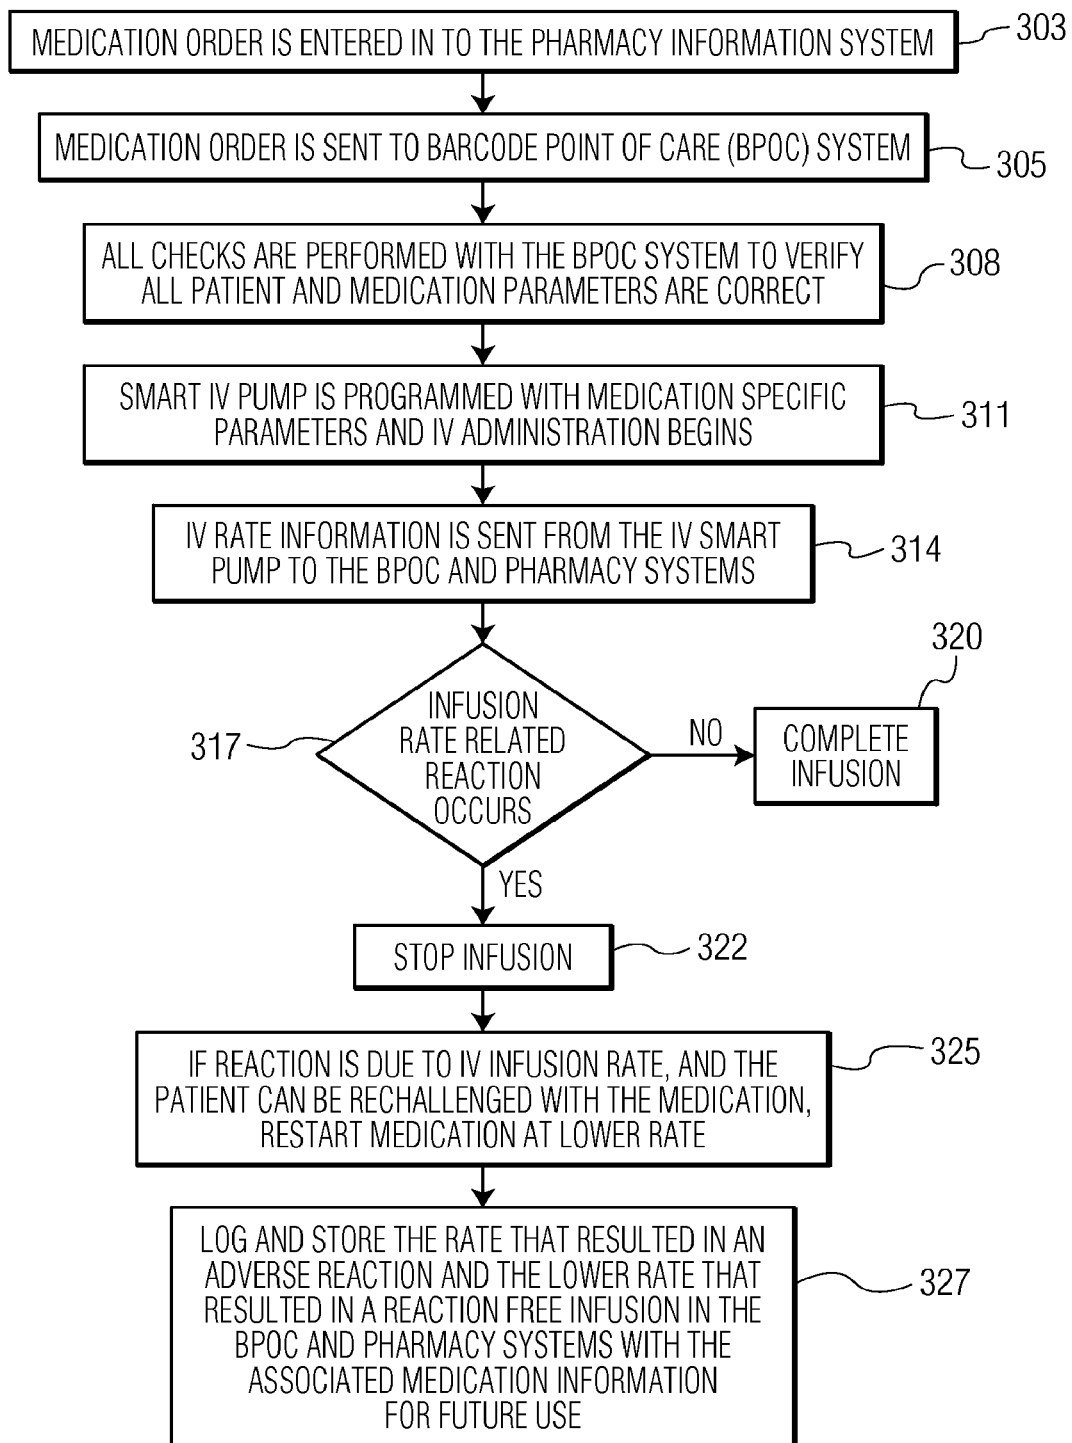 MEDICATION ORDER IS ENTERED IN TO THE PHARMACY INFORMATION SYSTEM
303
MEDICATION ORDER IS SENT TO BARCODE POINT OF CARE (BPOC) SYSTEM
305
ALL CHECKS ARE PERFORMED WITH THE BPOC SYSTEM TO VERIFY
ALL PATIENT AND MEDICATION PARAMETERS ARE CORRECT
308
SMART IV PUMP IS PROGRAMMED WITH MEDICATION SPECIFIC
PARAMETERS AND IV ADMINISTRATION BEGINS
311
IV RATE INFORMATION IS SENT FROM THE IV SMART
PUMP TO THE BPOC AND PHARMACY SYSTEMS
314
INFUSION
RATE RELATED
REACTION
OCCURS
317
NO
COMPLETE
INFUSION
320
YES
STOP INFUSION
322
IF REACTION IS DUE TO IV INFUSION RATE, AND THE
PATIENT CAN BE RECHALLENGED WITH THE MEDICATION,
RESTART MEDICATION AT LOWER RATE
325
LOG AND STORE THE RATE THAT RESULTED IN AN
ADVERSE REACTION AND THE LOWER RATE THAT
RESULTED IN A REACTION FREE INFUSION IN THE
BPOC AND PHARMACY SYSTEMS WITH THE
ASSOCIATED MEDICATION INFORMATION
FOR FUTURE USE
327